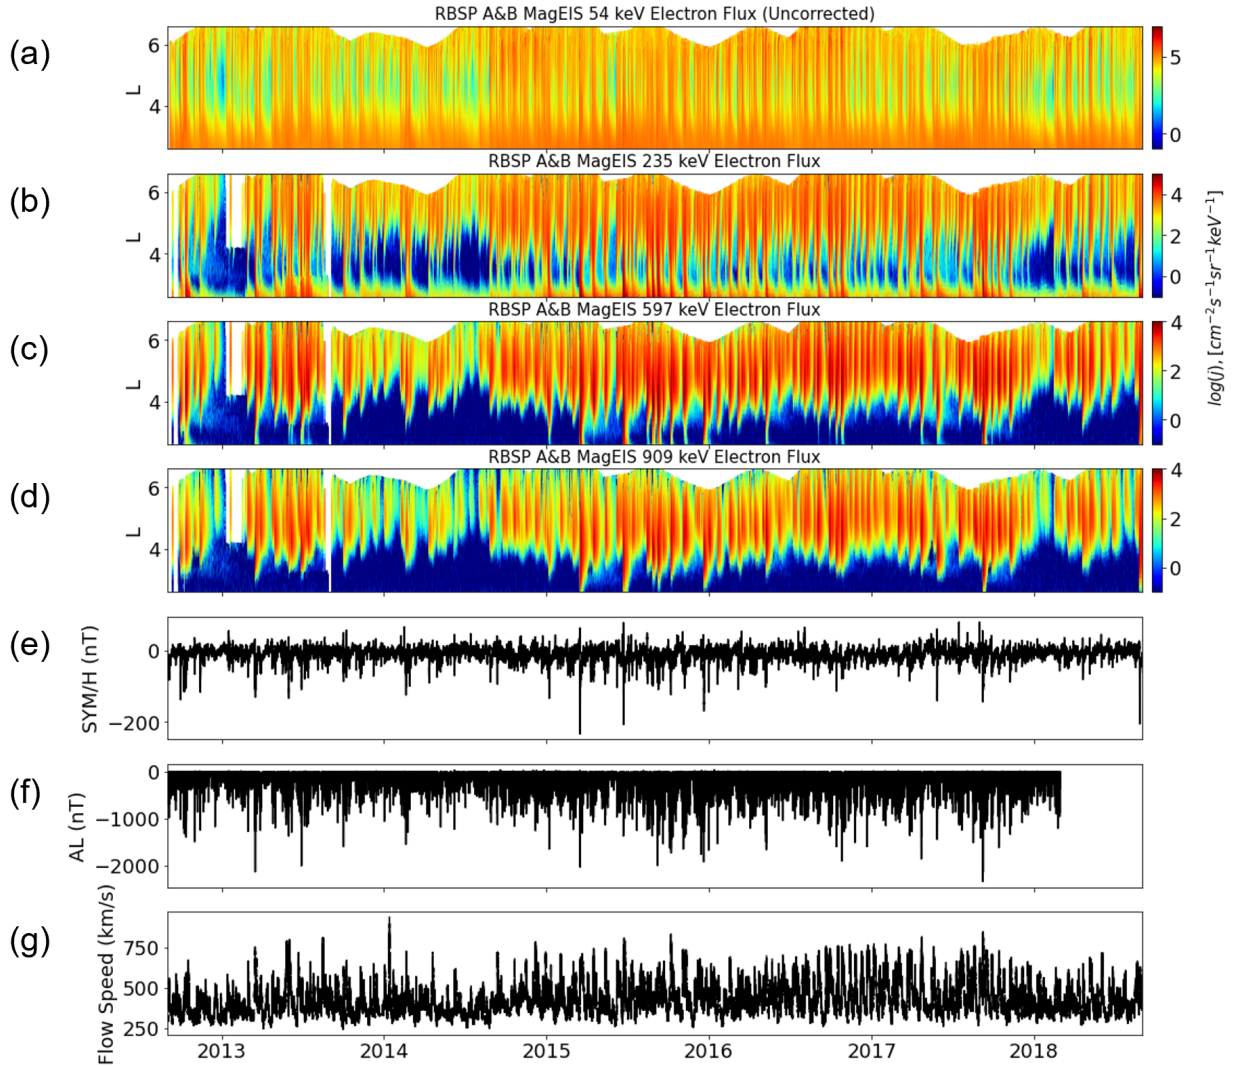 RBSP A&B MagEIS 54 keV Electron Flux (Uncorrected)
(a)
L
6
4
5
0
RBSP A&B MagEIS 235 keV Electron Flux
(b)
L
6
4
4
2
0
log(j), [cm⁻²s⁻¹sr⁻¹keV⁻¹]
RBSP A&B MagEIS 597 keV Electron Flux
(c)
L
6
4
4
2
0
RBSP A&B MagEIS 909 keV Electron Flux
(d)
L
6
4
4
2
0
(e)
SYM/H (nT)
0
−200
(f)
AL (nT)
0
−1000
−2000
(g)
Flow Speed (km/s)
750
500
250
2013 2014 2015 2016 2017 2018